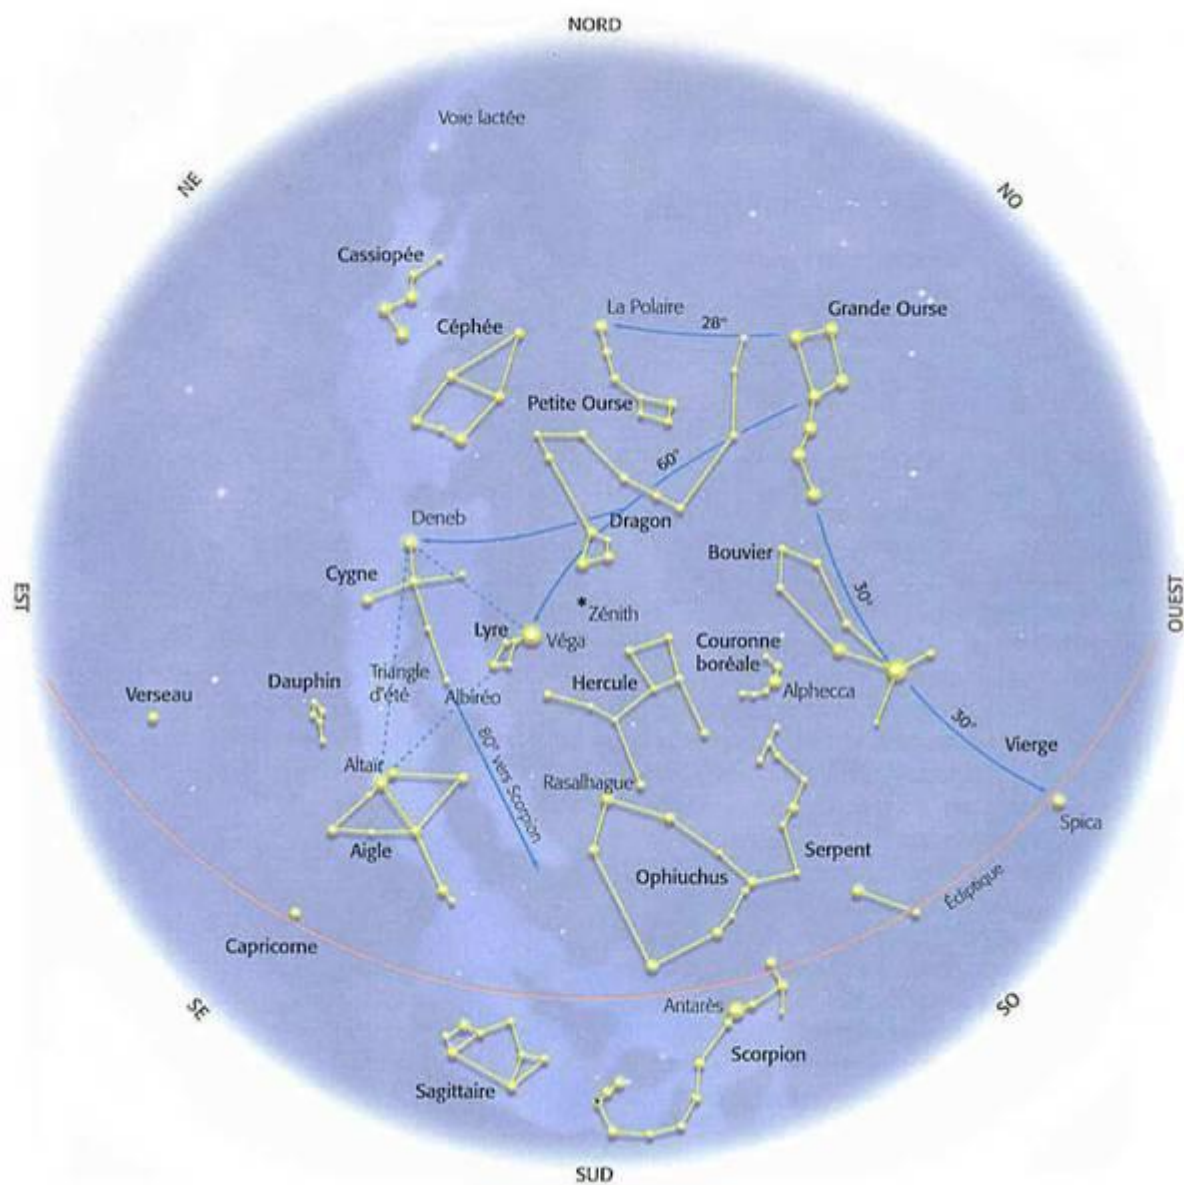 NORD
Voie lactée
NE
NO
Cassiopée
La Polaire
Grande Ourse
Céphée
28°
Petite Ourse
60°
Deneb
Dragon
Bouvier
Cygne
EST
30°
OUEST
*
Zénith
Lyre
Véga
Couronne
boréale
Triangle
d'été
Dauphin
Hercule
Verseau
Albiréo
Alphecca
30°
Vierge
80° vers Scorpion
Altaïr
Rasalhague
Spica
Aigle
Serpent
Ophiuchus
Écliptique
Capricorne
SE
Antarès
SO
Scorpion
Sagittaire
SUD